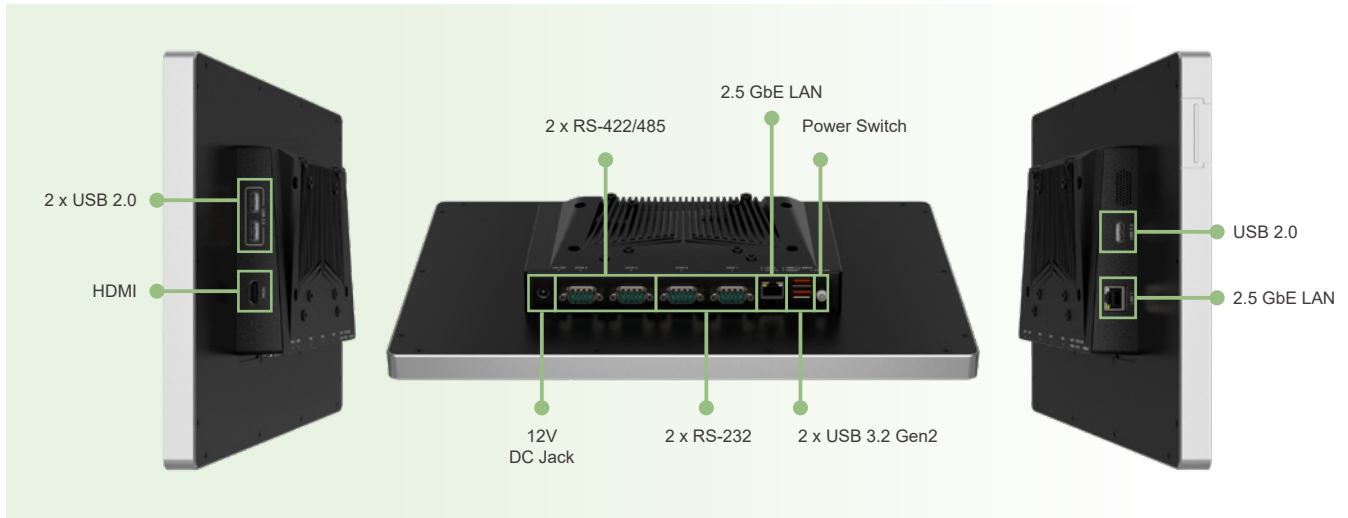 2.5 GbE LAN
2 x RS-422/485
Power Switch
2 x USB 2.0
HDMI
USB 2.0
2.5 GbE LAN
12V
DC Jack
2 x RS-232
2 x USB 3.2 Gen2